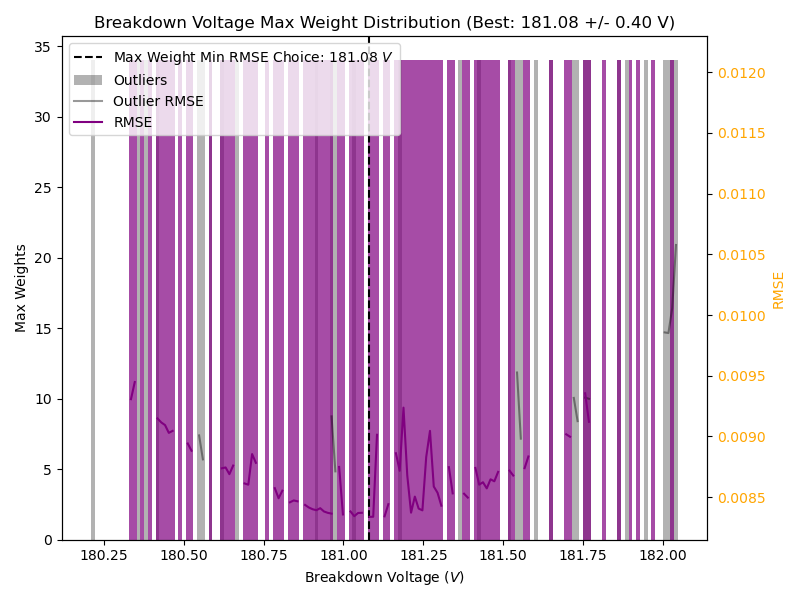 Breakdown Voltage Max Weight Distribution (Best: 181.08 +/- 0.40 V)
Max Weight Min RMSE Choice: 181.08 V
Outliers
Outlier RMSE
RMSE
35
30
25
20
15
10
5
0
Max Weights
0.0120
0.0115
0.0110
0.0105
0.0100
0.0095
0.0090
0.0085
RMSE
180.25 180.50 180.75 181.00 181.25 181.50 181.75 182.00
Breakdown Voltage (V)